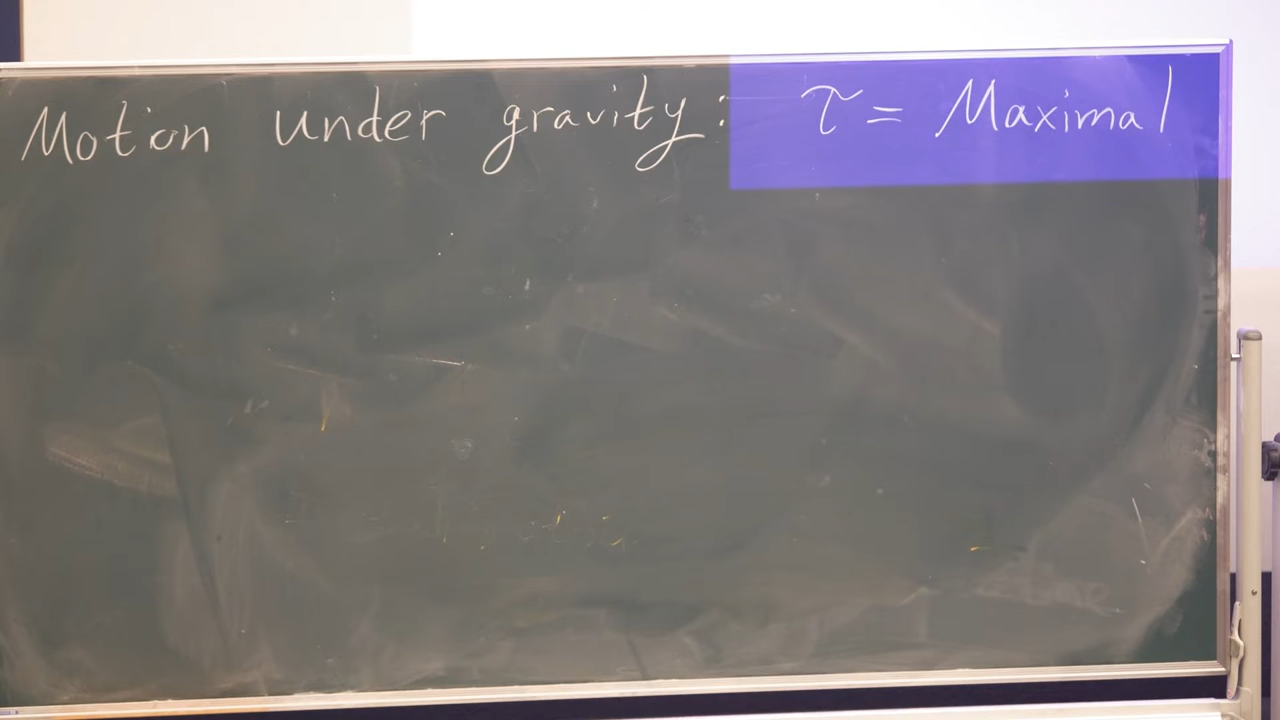 Motion under gravity: τ = Maximal